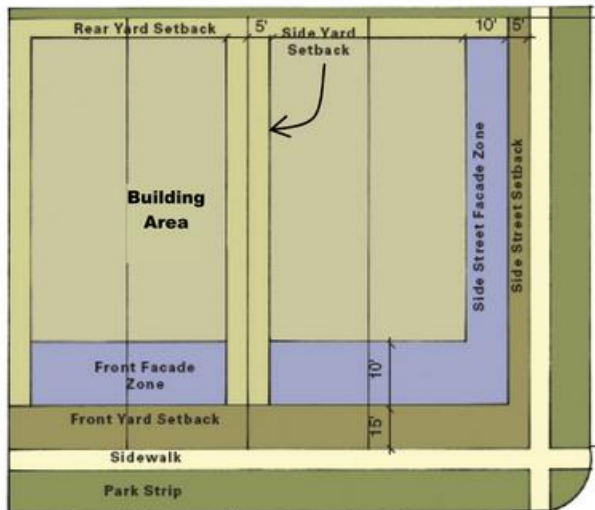 Rear Yard Setback
5'
Side Yard
Setback
10'
5'
Building
Area
Side Street Facade Zone
Side Street Setback
Front Facade
Zone
10'
Front Yard Setback
15'
Sidewalk
Park Strip